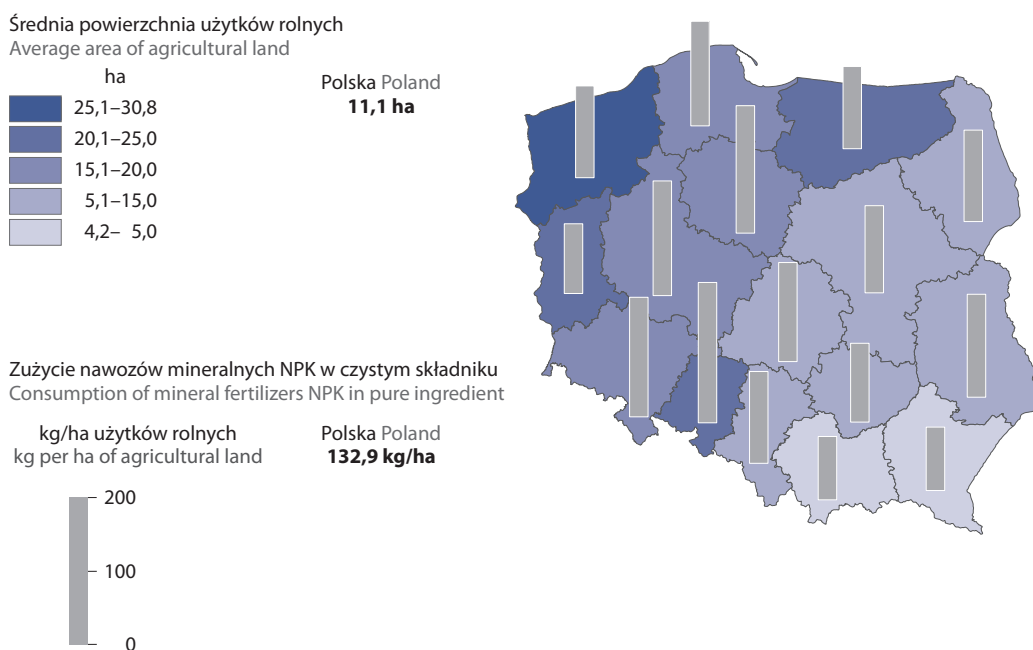 Średnia powierzchnia użytków rolnych
Average area of agricultural land
ha
25,1–30,8
20,1–25,0
15,1–20,0
5,1–15,0
4,2– 5,0
Polska Poland
11,1 ha
Zużycie nawozów mineralnych NPK w czystym składniku
Consumption of mineral fertilizers NPK in pure ingredient
kg/ha użytków rolnych
kg per ha of agricultural land
Polska Poland
132,9 kg/ha
200
100
0